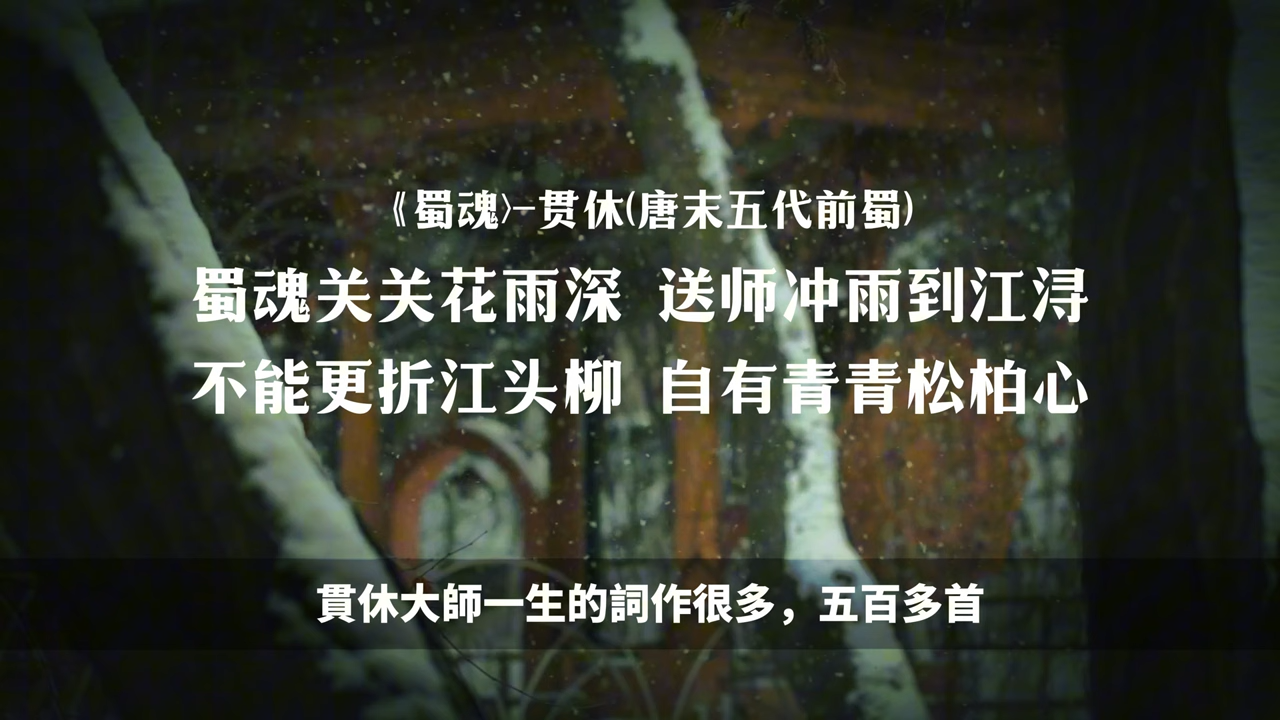 《蜀魂》-贯休(唐末五代前蜀)
蜀魂关关花雨深 送师冲雨到江浔
不能更折江头柳 自有青青松柏心
貫休大師一生的詞作很多，五百多首